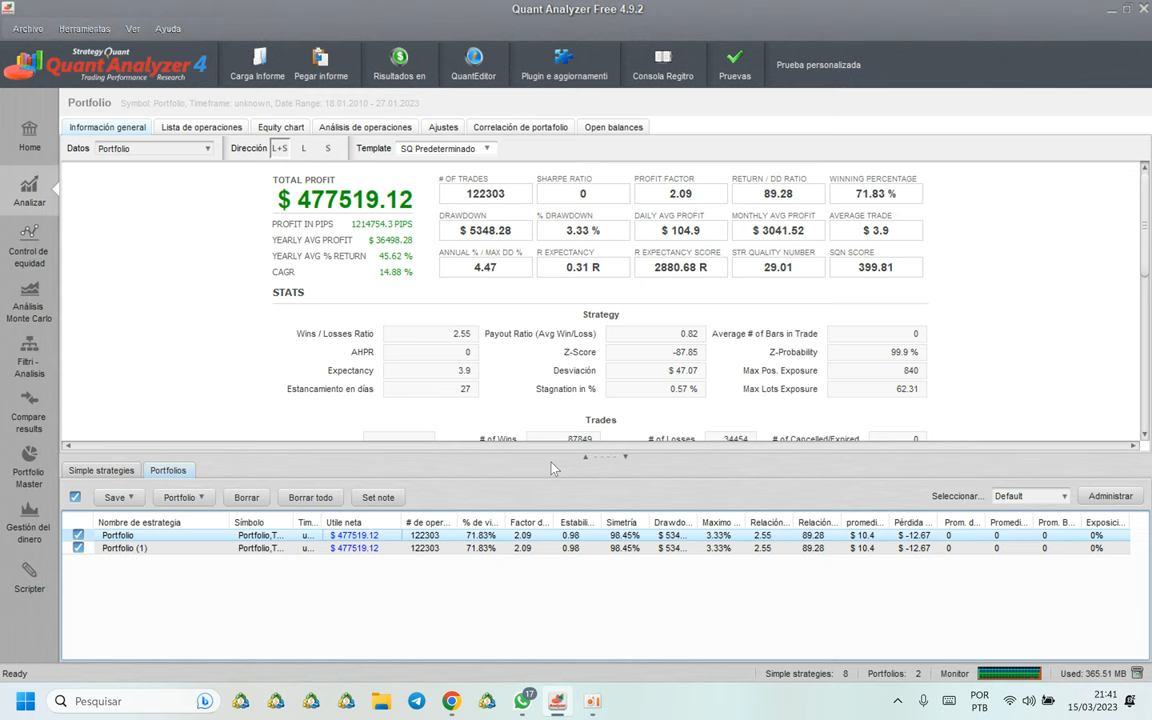 Quant Analyzer Free 4.9.2
Archivo Herramientas Ver Ayuda
Strategy Quant
QuantAnalyzer 4
Trading Performance Research
Carga Informe Pegar informe Risultados en QuantEditor Plugin e aggiornamenti Consola Regitro Pruevas Prueba personalizada
Portfolio Symbol: Portfolio, Timeframe: unknown, Date Range: 18.01.2010 - 27.01.2023
Información general Lista de operaciones Equity chart Análisis de operaciones Ajustes Correlación de portafolio Open balances
Datos Portfolio Dirección L+S L S Template SQ Predeterminado
Home
Analizar
Control de equidad
Análisis Monte Carlo
Filtri - Analisis
Compare results
Portfolio Master
Gestión del dinero
Scripter
TOTAL PROFIT
$ 477519.12
PROFIT IN PIPS 1214754.3 PIPS
YEARLY AVG PROFIT $ 36498.28
YEARLY AVG % RETURN 45.62 %
CAGR 14.88 %
# OF TRADES SHARPE RATIO PROFIT FACTOR RETURN / DD RATIO WINNING PERCENTAGE
122303 0 2.09 89.28 71.83 %
DRAWDOWN % DRAWDOWN DAILY AVG PROFIT MONTHLY AVG PROFIT AVERAGE TRADE
$ 5348.28 3.33 % $ 104.9 $ 3041.52 $ 3.9
ANNUAL % / MAX DD % R EXPECTANCY R EXPECTANCY SCORE STR QUALITY NUMBER SQN SCORE
4.47 0.31 R 2880.68 R 29.01 399.81
STATS
Strategy
Wins / Losses Ratio 2.55 Payout Ratio (Avg Win/Loss) 0.82 Average # of Bars in Trade 0
AHPR 0 Z-Score -87.85 Z-Probability 99.9 %
Expectancy 3.9 Desviación $ 47.07 Max Pos. Exposure 840
Estancamiento en días 27 Stagnation in % 0.57 % Max Lots Exposure 62.31
Trades
# of Wins 87849 # of Losses 34454 # of Cancelled/Expired 0
Simple strategies Portfolios
Save Portfolio Borrar Borrar todo Set note Seleccionar... Default Administrar
Nombre de estrategia Símbolo Tim... Utile neta # de oper... % de vi... Factor d... Estabili... Simetría Drawdo... Maximo ... Relación... Relación... promedi... Pérdida ... Prom. d... Promedi... Prom. B... Exposici...
Portfolio Portfolio,T... u... $ 477519.12 122303 71.83% 2.09 0.98 98.45% $ 534... 3.33% 2.55 89.28 $ 10.4 $ -12.67 0 0 0 0%
Portfolio (1) Portfolio,T... u... $ 477519.12 122303 71.83% 2.09 0.98 98.45% $ 534... 3.33% 2.55 89.28 $ 10.4 $ -12.67 0 0 0 0%
Ready Simple strategies: 8 Portfolios: 2 Monitor Used: 365.51 MB
Pesquisar 17 POR PTB 21:41 15/03/2023